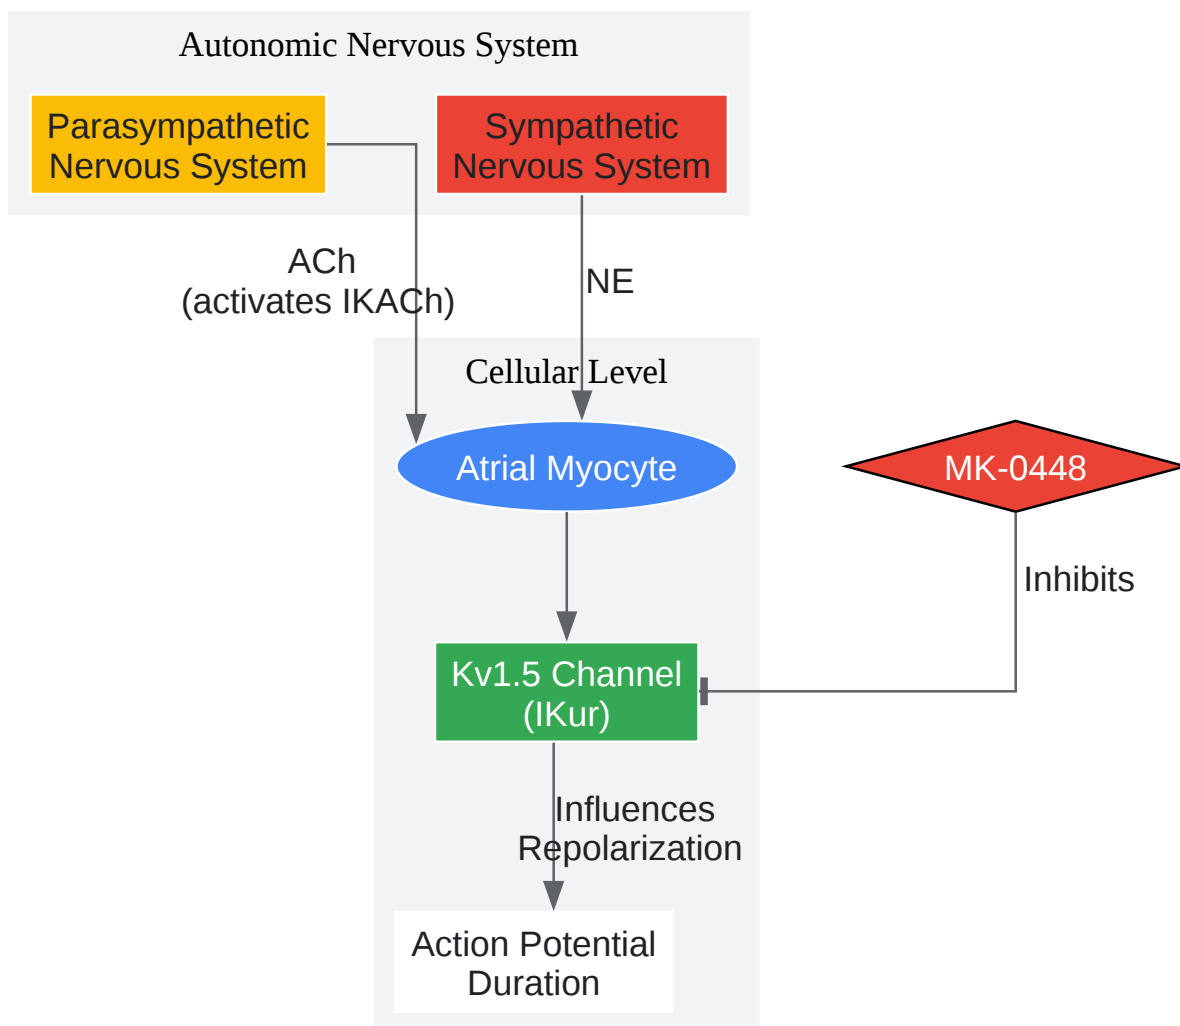 Autonomic Nervous System
Parasympathetic
Nervous System
Sympathetic
Nervous System
ACh
(activates IKACh)
NE
Cellular Level
Atrial Myocyte
MK-0448
Inhibits
Kv1.5 Channel
(IKur)
Influences
Repolarization
Action Potential
Duration